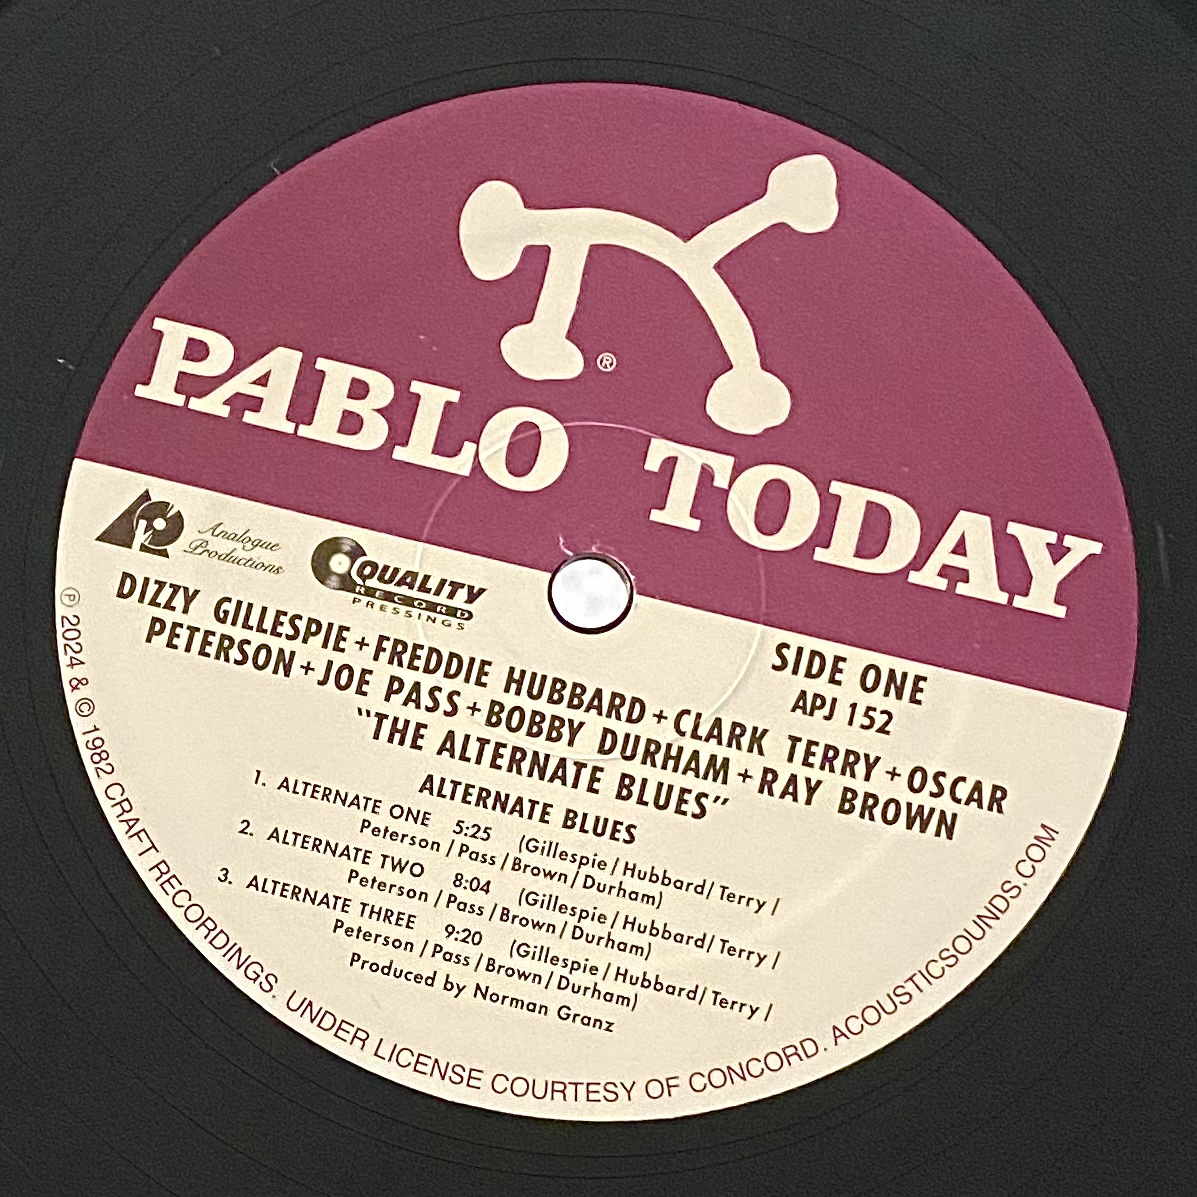 ®
PABLO TODAY
Analogue
Productions
QUALITY
RECORD
PRESSINGS
SIDE ONE
APJ 152
DIZZY GILLESPIE + FREDDIE HUBBARD + CLARK TERRY + OSCAR
PETERSON + JOE PASS + BOBBY DURHAM + RAY BROWN
"THE ALTERNATE BLUES"
ALTERNATE BLUES
1. ALTERNATE ONE 5:25 (Gillespie / Hubbard / Terry /
Peterson / Pass / Brown / Durham)
2. ALTERNATE TWO 8:04 (Gillespie / Hubbard / Terry /
Peterson / Pass / Brown / Durham)
3. ALTERNATE THREE 9:20 (Gillespie / Hubbard / Terry /
Peterson / Pass / Brown / Durham)
Produced by Norman Granz
℗ 2024 & © 1982 CRAFT RECORDINGS. UNDER LICENSE COURTESY OF CONCORD. ACOUSTICSOUNDS.COM